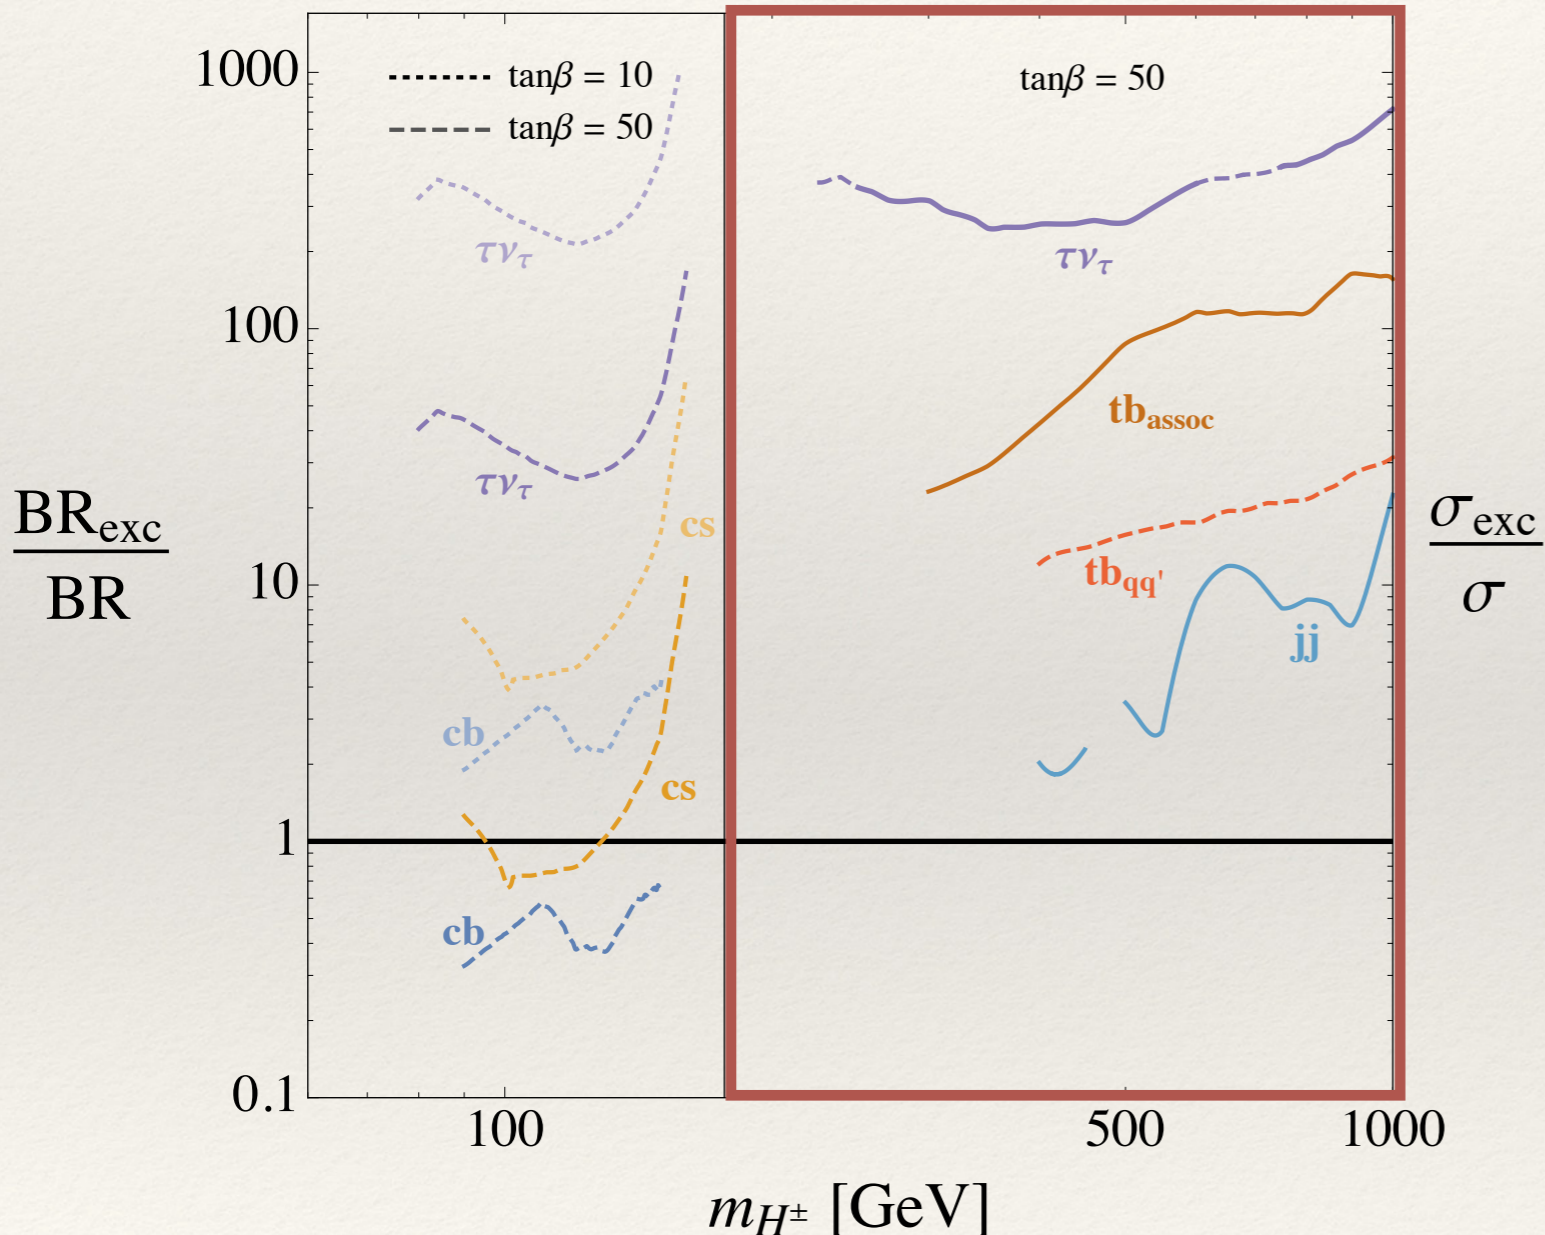 1000
100
10
1
0.1
BR_exc
BR
tanβ = 10
tanβ = 50
τν_τ
τν_τ
cs
cb
cs
cb
tanβ = 50
τν_τ
tb_assoc
tb_qq'
jj
σ_exc
σ
100
500
1000
m_H± [GeV]